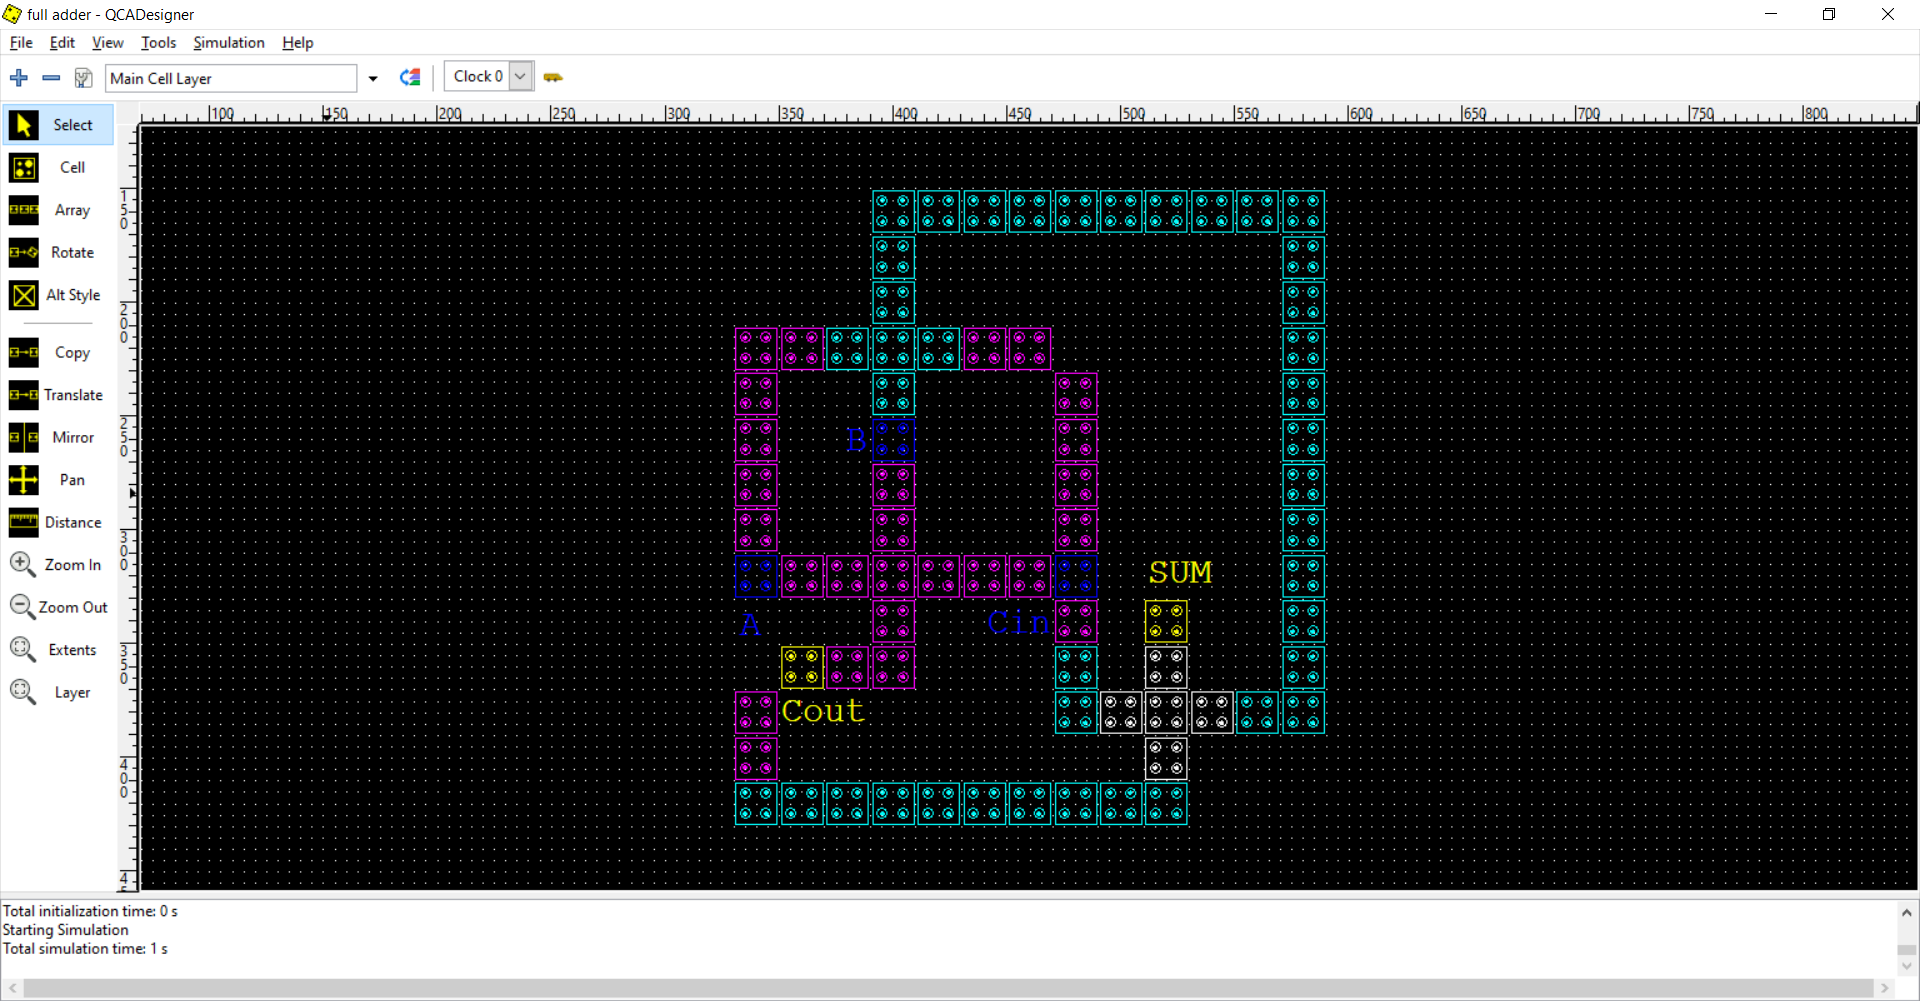 full adder - QCADesigner
File Edit View Tools Simulation Help
Main Cell Layer
Clock 0
100 150 200 250 300 350 400 450 500 550 600 650 700 750 800
Select
Cell
Array
Rotate
Alt Style
Copy
Translate
Mirror
Pan
Distance
Zoom In
Zoom Out
Extents
Layer
150
200
250
300
350
400
B
A
Cin
SUM
Cout
Total initialization time: 0 s
Starting Simulation
Total simulation time: 1 s